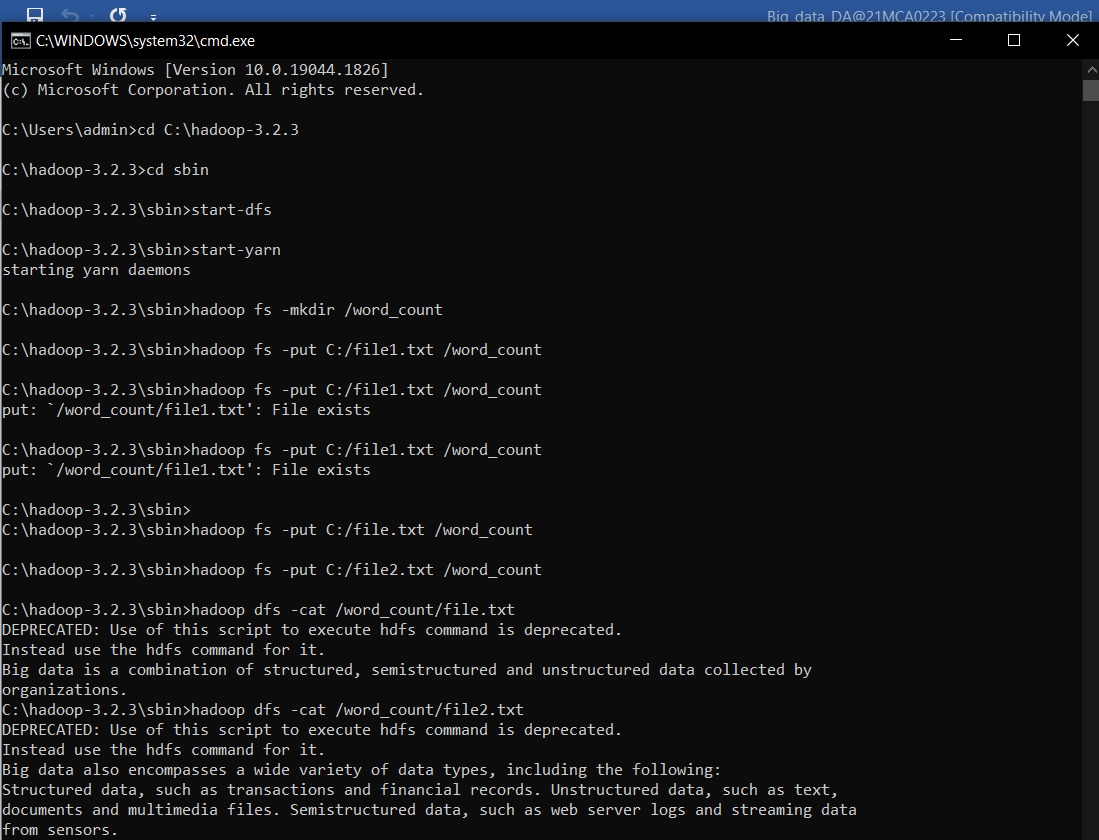 Big_data_DA@21MCA0223 [Compatibility Mode]
C:\WINDOWS\system32\cmd.exe
Microsoft Windows [Version 10.0.19044.1826]
(c) Microsoft Corporation. All rights reserved.
C:\Users\admin>cd C:\hadoop-3.2.3
C:\hadoop-3.2.3>cd sbin
C:\hadoop-3.2.3\sbin>start-dfs
C:\hadoop-3.2.3\sbin>start-yarn
starting yarn daemons
C:\hadoop-3.2.3\sbin>hadoop fs -mkdir /word_count
C:\hadoop-3.2.3\sbin>hadoop fs -put C:/file1.txt /word_count
C:\hadoop-3.2.3\sbin>hadoop fs -put C:/file1.txt /word_count
put: `/word_count/file1.txt': File exists
C:\hadoop-3.2.3\sbin>hadoop fs -put C:/file1.txt /word_count
put: `/word_count/file1.txt': File exists
C:\hadoop-3.2.3\sbin>
C:\hadoop-3.2.3\sbin>hadoop fs -put C:/file.txt /word_count
C:\hadoop-3.2.3\sbin>hadoop fs -put C:/file2.txt /word_count
C:\hadoop-3.2.3\sbin>hadoop dfs -cat /word_count/file.txt
DEPRECATED: Use of this script to execute hdfs command is deprecated.
Instead use the hdfs command for it.
Big data is a combination of structured, semistructured and unstructured data collected by
organizations.
C:\hadoop-3.2.3\sbin>hadoop dfs -cat /word_count/file2.txt
DEPRECATED: Use of this script to execute hdfs command is deprecated.
Instead use the hdfs command for it.
Big data also encompasses a wide variety of data types, including the following:
Structured data, such as transactions and financial records. Unstructured data, such as text,
documents and multimedia files. Semistructured data, such as web server logs and streaming data
from sensors.